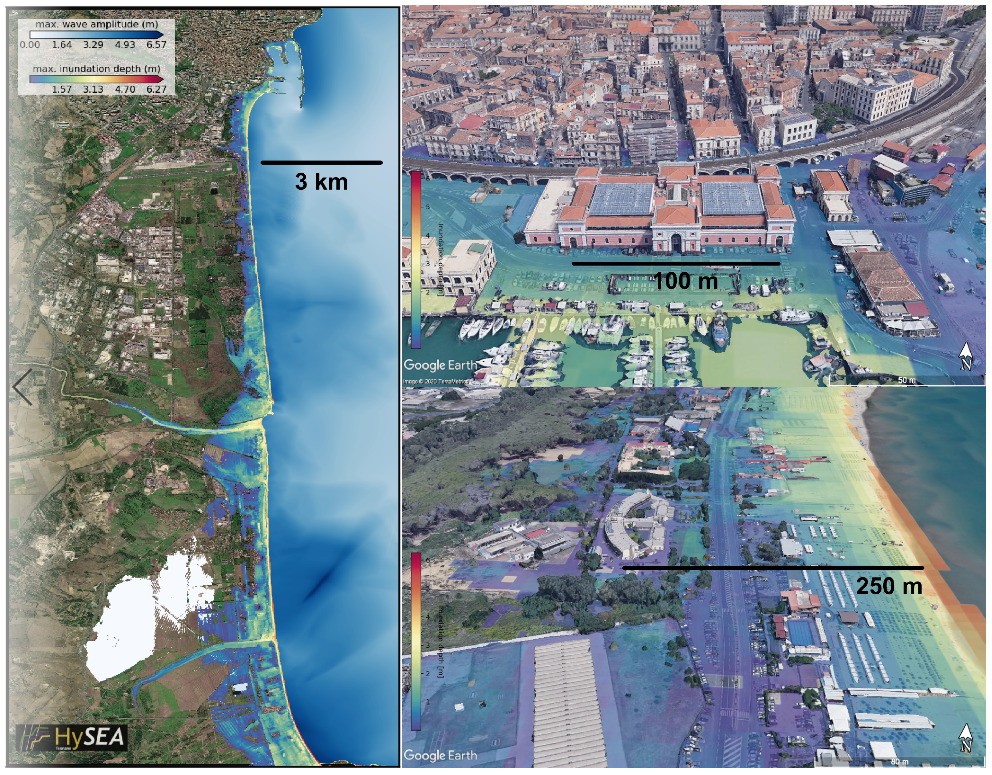 max. wave amplitude (m)
0.00 1.64 3.29 4.93 6.57
max. inundation depth (m)
1.57 3.13 4.70 6.27
3 km
HySEA
100 m
Google Earth
50 m
N
250 m
Google Earth
80 m
N